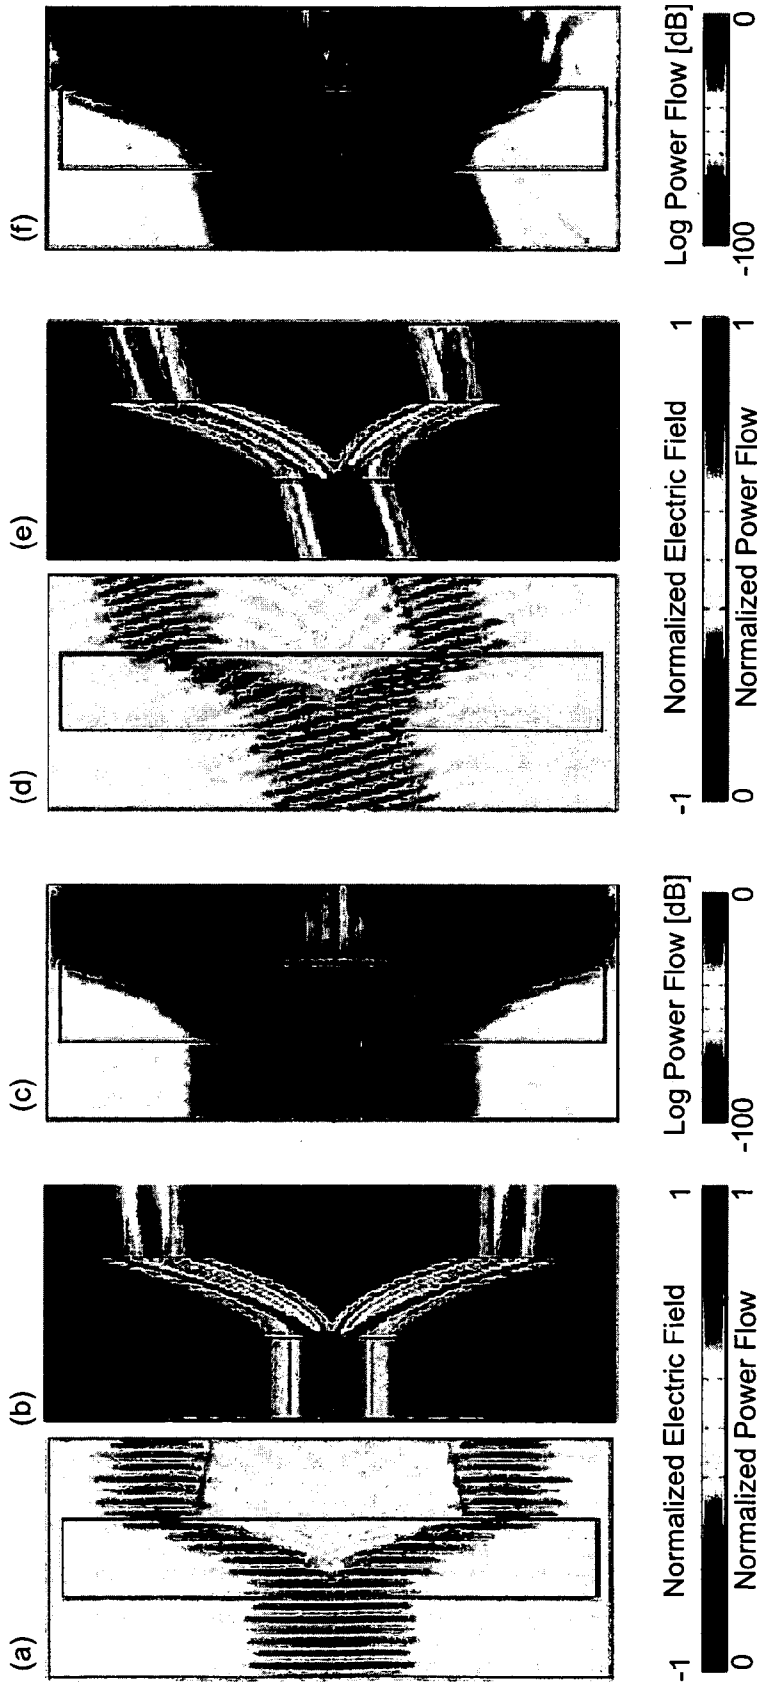 (a)
(b)
(c)
(d)
(e)
(f)
-1 Normalized Electric Field 1
0 Normalized Power Flow 1
Log Power Flow [dB]
-100 0
-1 Normalized Electric Field 1
0 Normalized Power Flow 1
Log Power Flow [dB]
-100 0